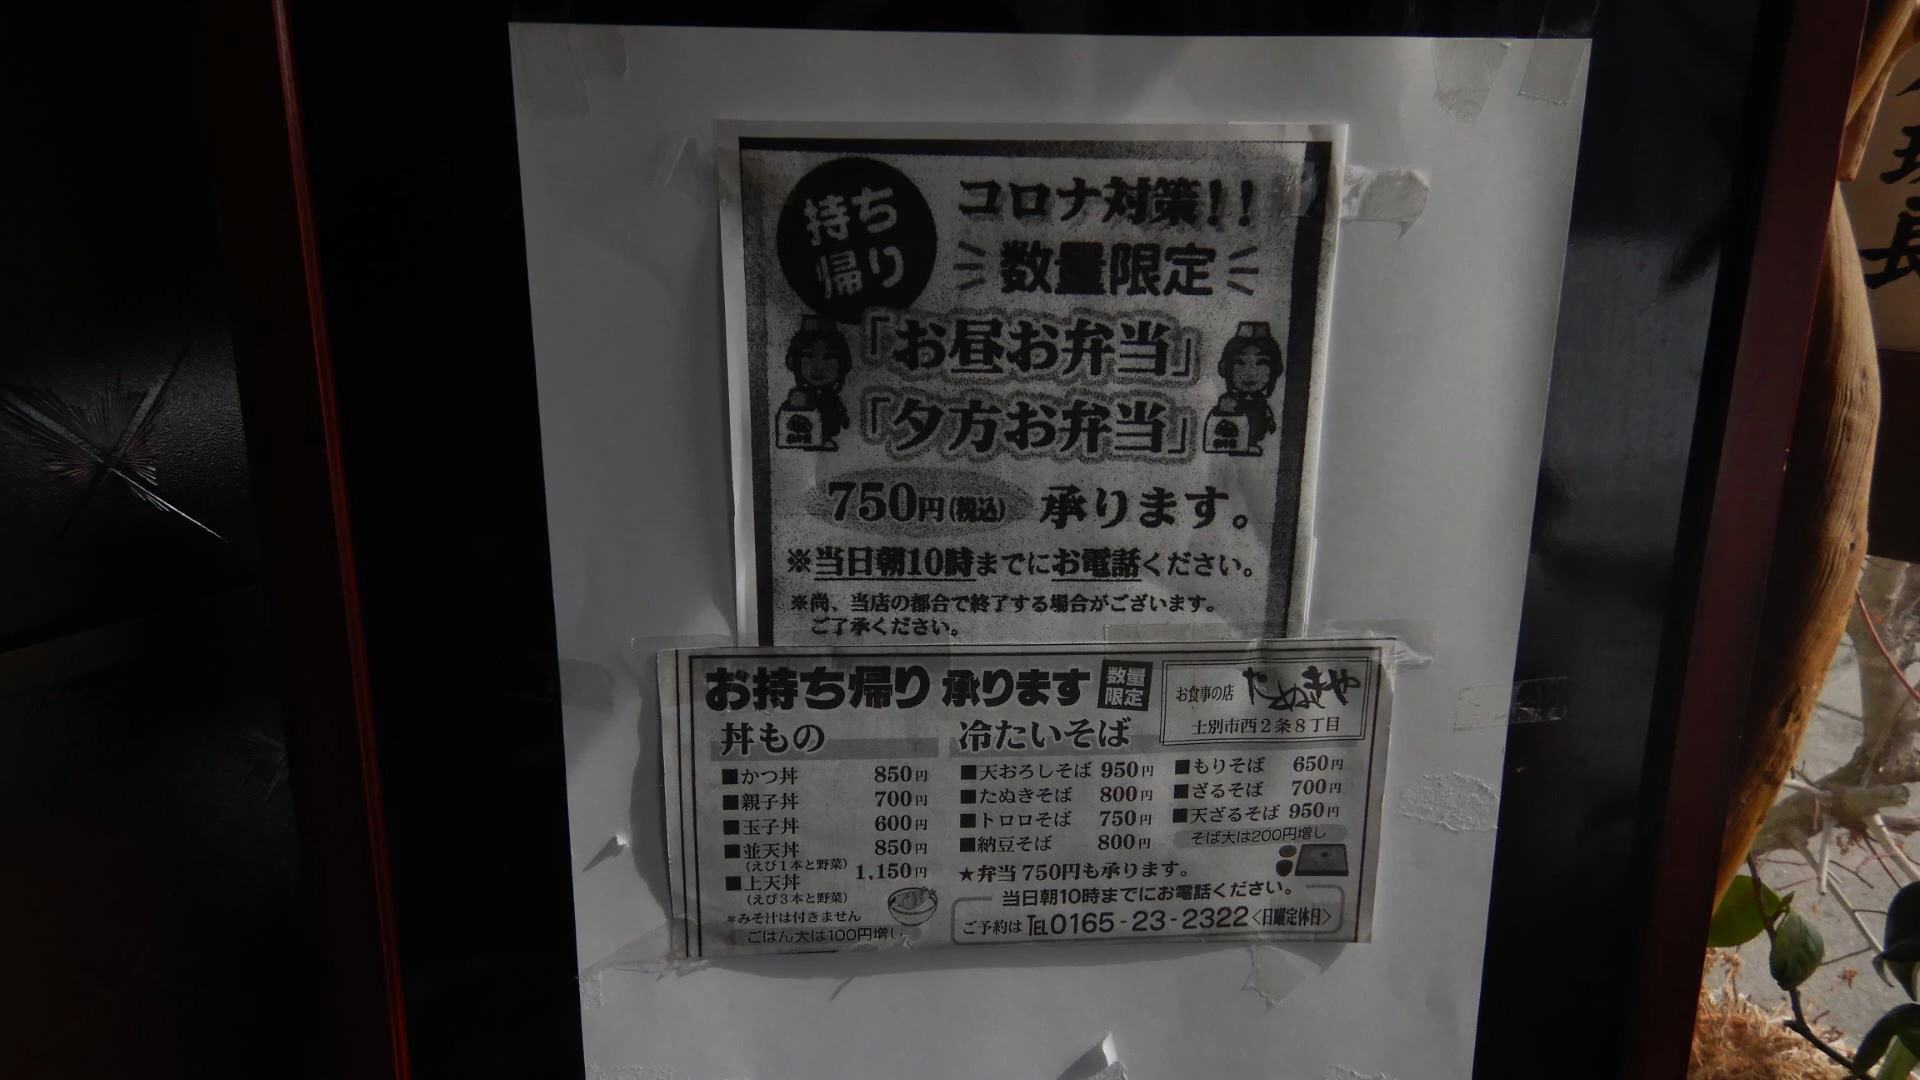 持ち
帰り
コロナ対策!!
数量限定
「お昼お弁当」
「夕方お弁当」
750円(税込) 承ります。
※当日朝10時までにお電話ください。
※尚、当店の都合で終了する場合がございます。
ご了承ください。
お持ち帰り 承ります 数量限定
お食事の店 たぬきや
士別市西2条8丁目
丼もの
■かつ丼 850円
■親子丼 700円
■玉子丼 600円
■並天丼 850円
(えび1本と野菜)
■上天丼 1,150円
(えび3本と野菜)
*みそ汁は付きません
ごはん大は100円増し
冷たいそば
■天おろしそば 950円
■たぬきそば 800円
■トロロそば 750円
■納豆そば 800円
■もりそば 650円
■ざるそば 700円
■天ざるそば 950円
そば大は200円増し
★弁当750円も承ります。
当日朝10時までにお電話ください。
ご予約は TEL0165-23-2322〈日曜定休日〉
長